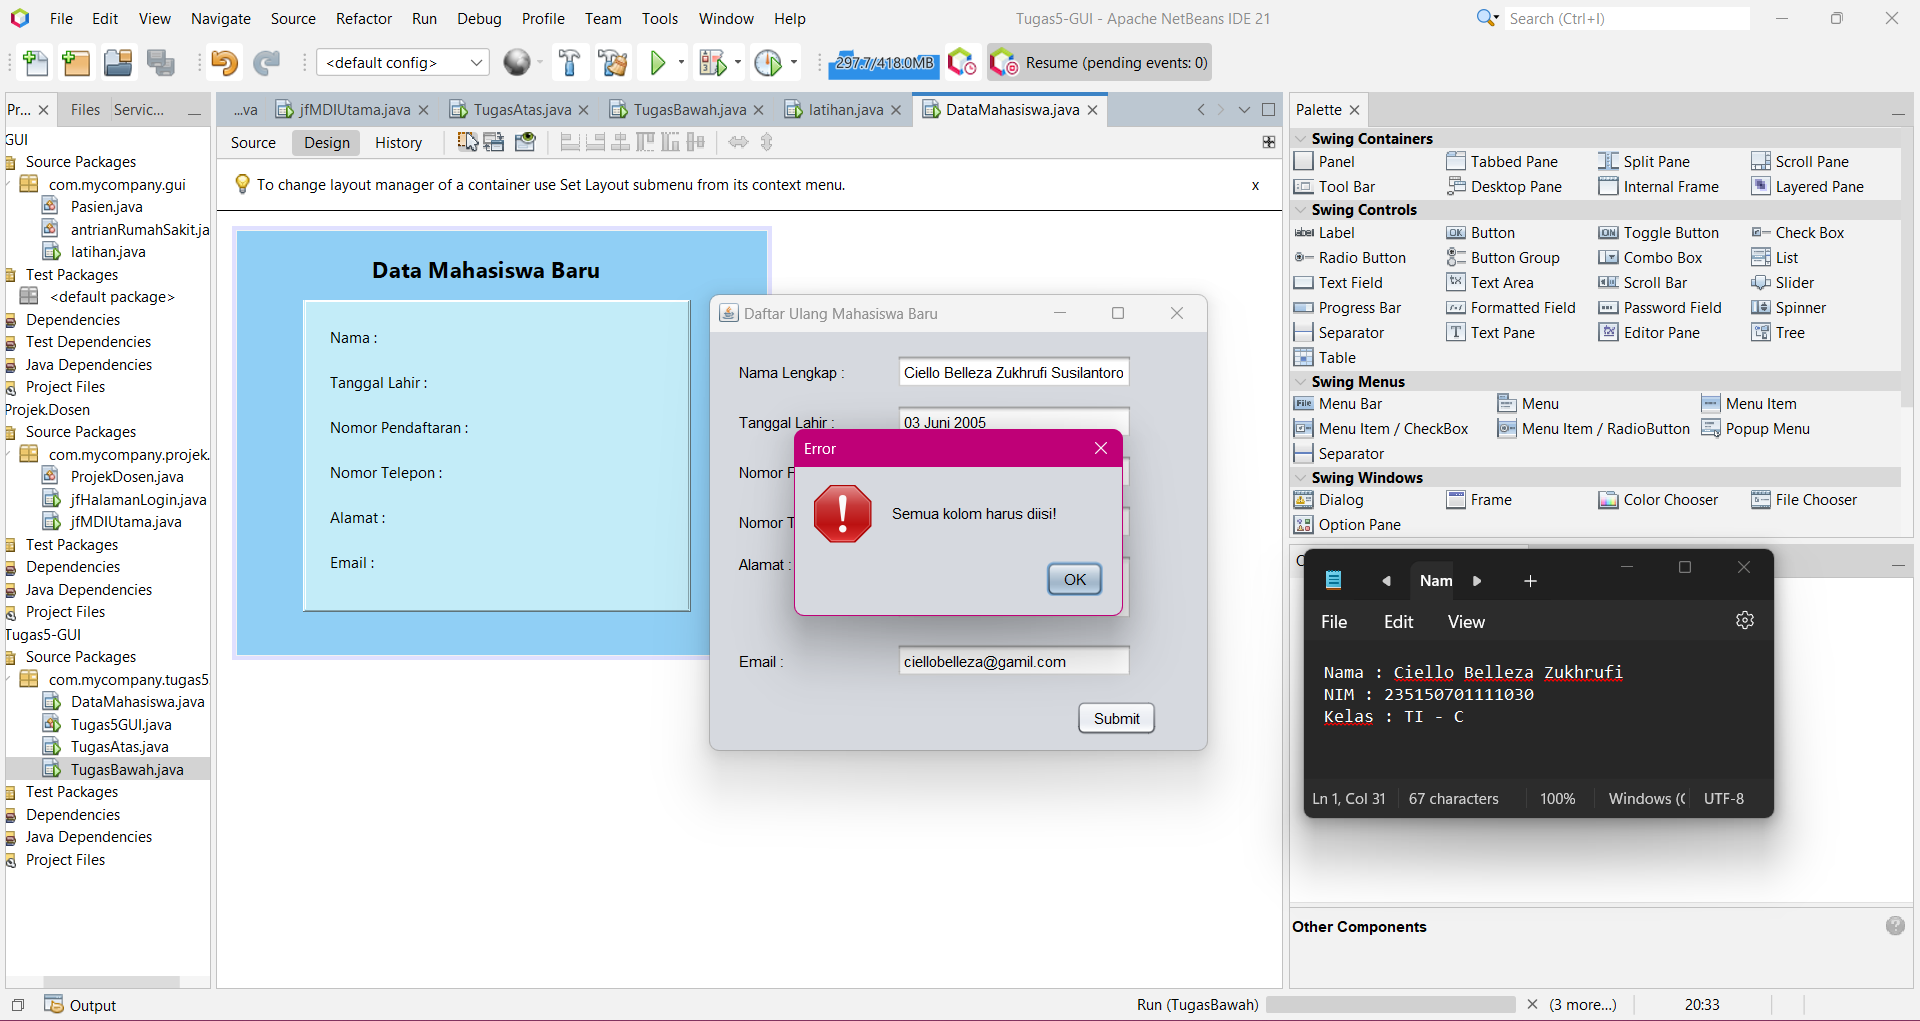 File Edit View Navigate Source Refactor Run Debug Profile Team Tools Window Help
Tugas5-GUI - Apache NetBeans IDE 21
Search (Ctrl+I)
<default config>
297.7/418.0MB
Resume (pending events: 0)
Pr... Files Servic...
...va jfMDIUtama.java TugasAtas.java TugasBawah.java latihan.java DataMahasiswa.java
Source Design History
To change layout manager of a container use Set Layout submenu from its context menu.
x
GUI
Source Packages
com.mycompany.gui
Pasien.java
antrianRumahSakit.ja
latihan.java
Test Packages
<default package>
Dependencies
Test Dependencies
Java Dependencies
Project Files
Projek.Dosen
Source Packages
com.mycompany.projek.
ProjekDosen.java
jfHalamanLogin.java
jfMDIUtama.java
Test Packages
Dependencies
Java Dependencies
Project Files
Tugas5-GUI
Source Packages
com.mycompany.tugas5
DataMahasiswa.java
Tugas5GUI.java
TugasAtas.java
TugasBawah.java
Test Packages
Dependencies
Java Dependencies
Project Files
Data Mahasiswa Baru
Nama :
Tanggal Lahir :
Nomor Pendaftaran :
Nomor Telepon :
Alamat :
Email :
Daftar Ulang Mahasiswa Baru
Nama Lengkap : Ciello Belleza Zukhrufi Susilantoro
Tanggal Lahir : 03 Juni 2005
Nomor P
Nomor T
Alamat :
Email : ciellobelleza@gamil.com
Submit
Error
Semua kolom harus diisi!
OK
Palette
Swing Containers
Panel Tabbed Pane Split Pane Scroll Pane
Tool Bar Desktop Pane Internal Frame Layered Pane
Swing Controls
Label Button Toggle Button Check Box
Radio Button Button Group Combo Box List
Text Field Text Area Scroll Bar Slider
Progress Bar Formatted Field Password Field Spinner
Separator Text Pane Editor Pane Tree
Table
Swing Menus
Menu Bar Menu Menu Item
Menu Item / CheckBox Menu Item / RadioButton Popup Menu
Separator
Swing Windows
Dialog Frame Color Chooser File Chooser
Option Pane
Nam
File Edit View
Nama : Ciello Belleza Zukhrufi
NIM : 235150701111030
Kelas : TI - C
Ln 1, Col 31 67 characters 100% Windows (C UTF-8
Other Components
Output
Run (TugasBawah) (3 more...) 20:33